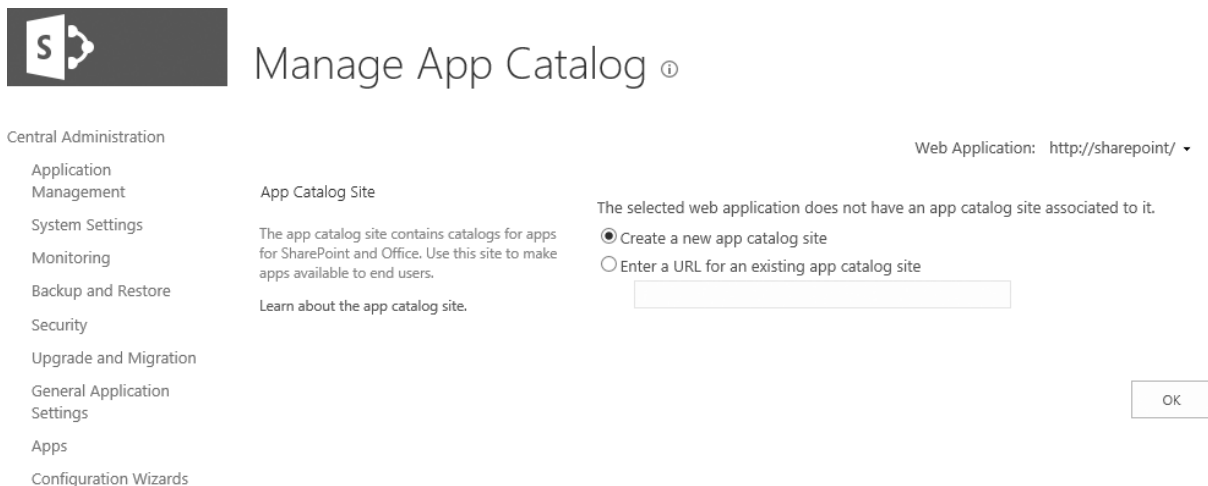 S
Manage App Catalog
Central Administration
Application
Management
System Settings
Monitoring
Backup and Restore
Security
Upgrade and Migration
General Application
Settings
Apps
Configuration Wizards
Web Application: http://sharepoint/
App Catalog Site
The app catalog site contains catalogs for apps
for SharePoint and Office. Use this site to make
apps available to end users.
Learn about the app catalog site.
The selected web application does not have an app catalog site associated to it.
Create a new app catalog site
Enter a URL for an existing app catalog site
OK